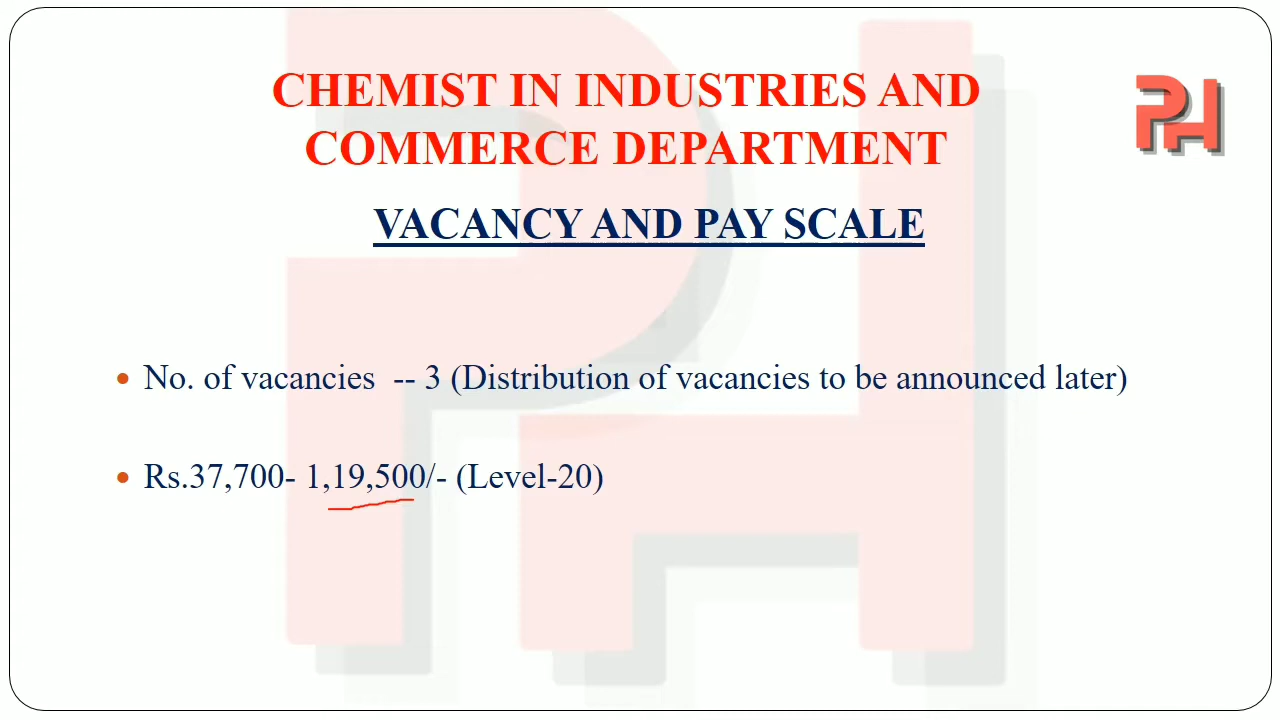 CHEMIST IN INDUSTRIES AND
COMMERCE DEPARTMENT
PH
VACANCY AND PAY SCALE
• No. of vacancies -- 3 (Distribution of vacancies to be announced later)
• Rs.37,700- 1,19,500/- (Level-20)